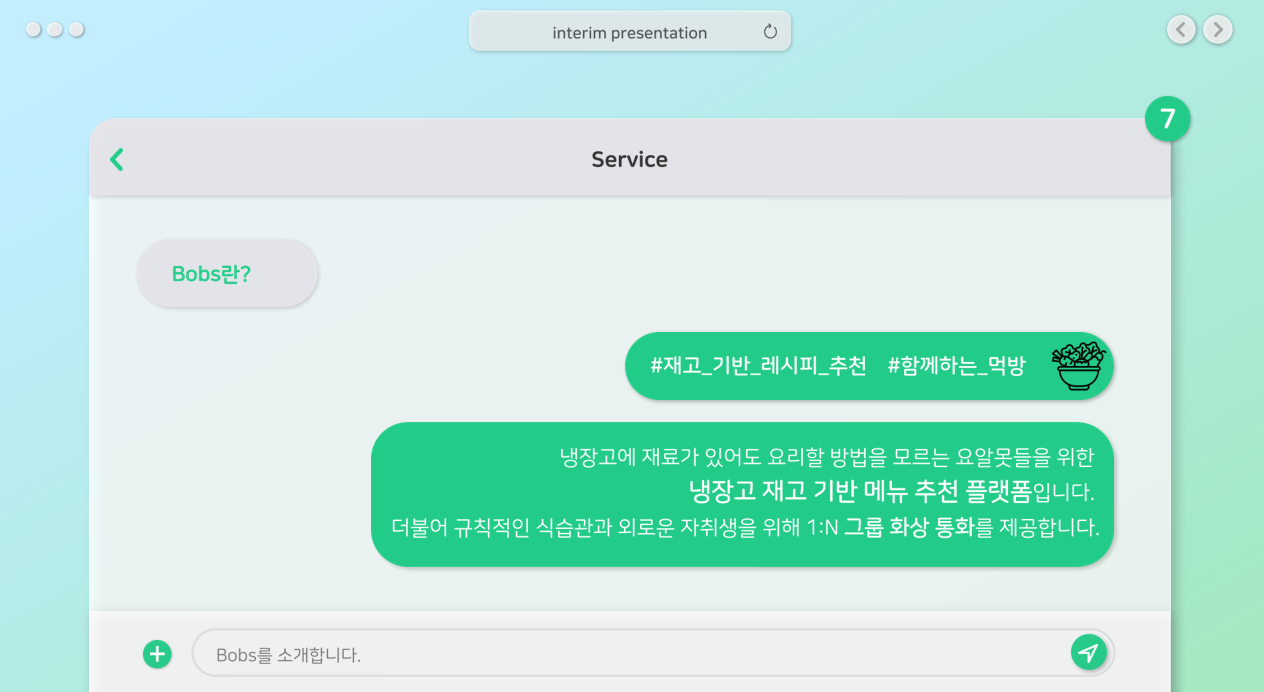 interim presentation
7
Service
Bobs란?
#재고_기반_레시피_추천 #함께하는_먹방
냉장고에 재료가 있어도 요리할 방법을 모르는 요알못들을 위한
냉장고 재고 기반 메뉴 추천 플랫폼입니다.
더불어 규칙적인 식습관과 외로운 자취생을 위해 1:N 그룹 화상 통화를 제공합니다.
Bobs를 소개합니다.